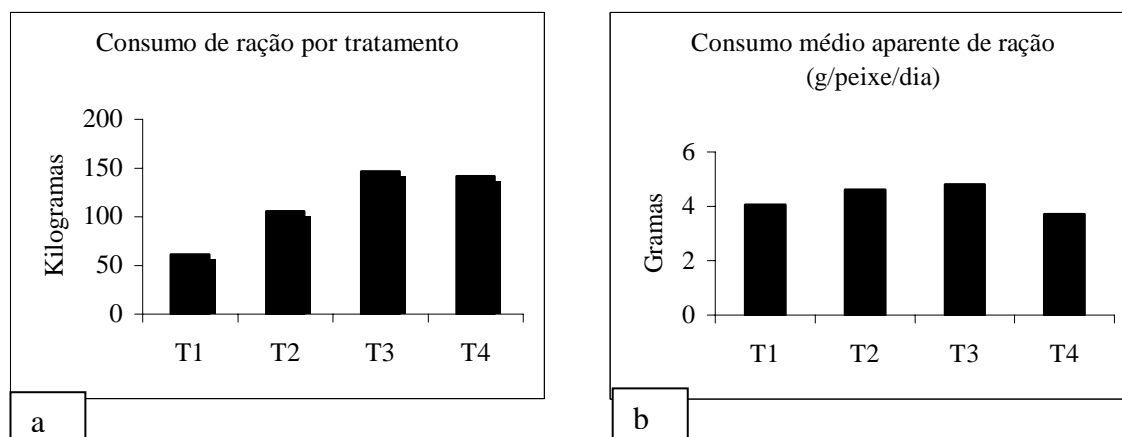 Consumo de ração por tratamento
200
150
100
50
0
Kilogramas
T1 T2 T3 T4
a
Consumo médio aparente de ração
(g/peixe/dia)
6
4
2
0
Gramas
T1 T2 T3 T4
b